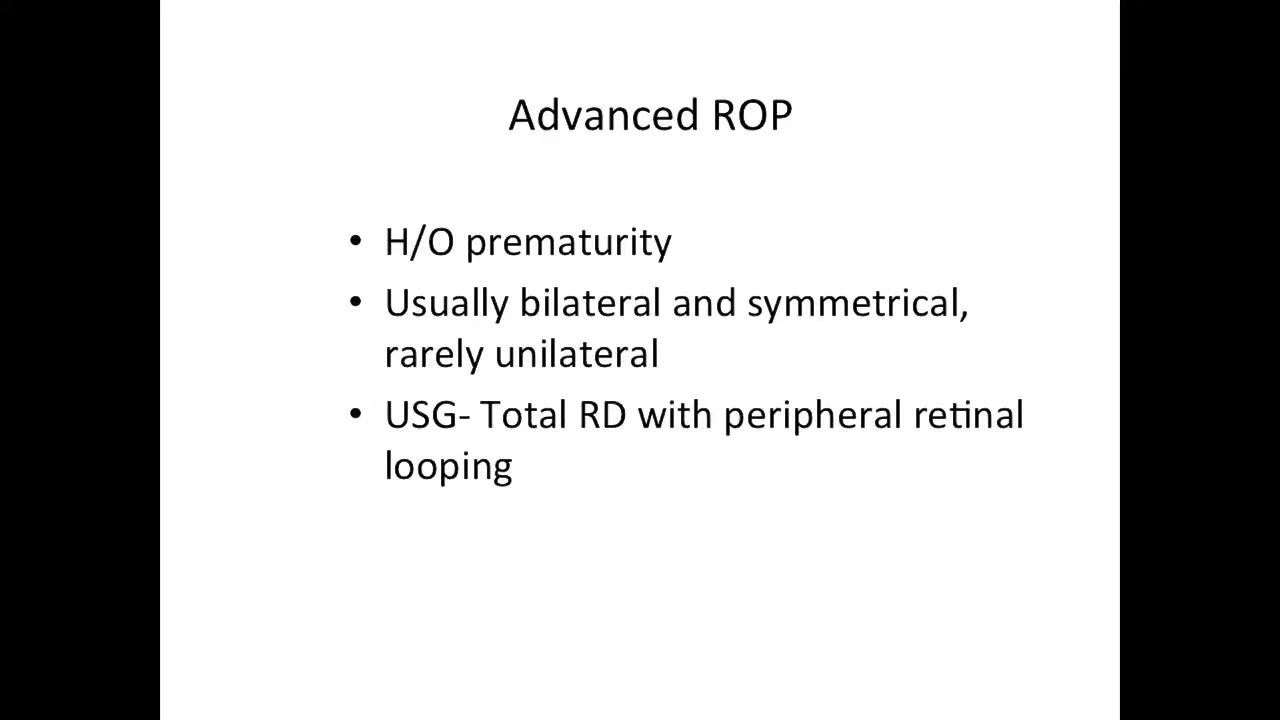 Advanced ROP
• H/O prematurity
• Usually bilateral and symmetrical,
rarely unilateral
• USG- Total RD with peripheral retinal
looping